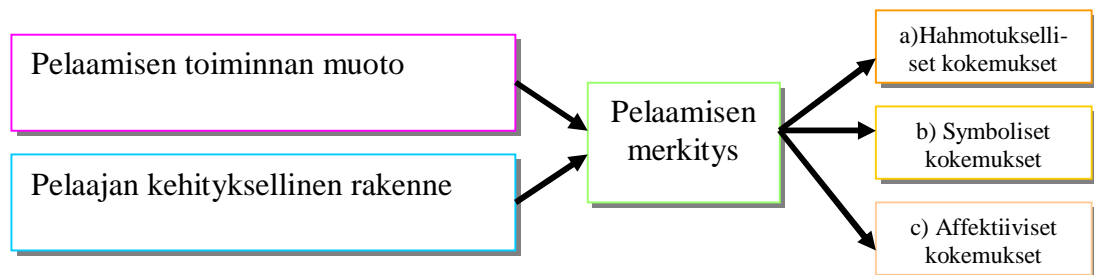 Pelaamisen toiminnan muoto
Pelaajan kehityksellinen rakenne
Pelaamisen
merkitys
a)Hahmotukselli-
set kokemukset
b) Symboliset
kokemukset
c) Affektiiviset
kokemukset